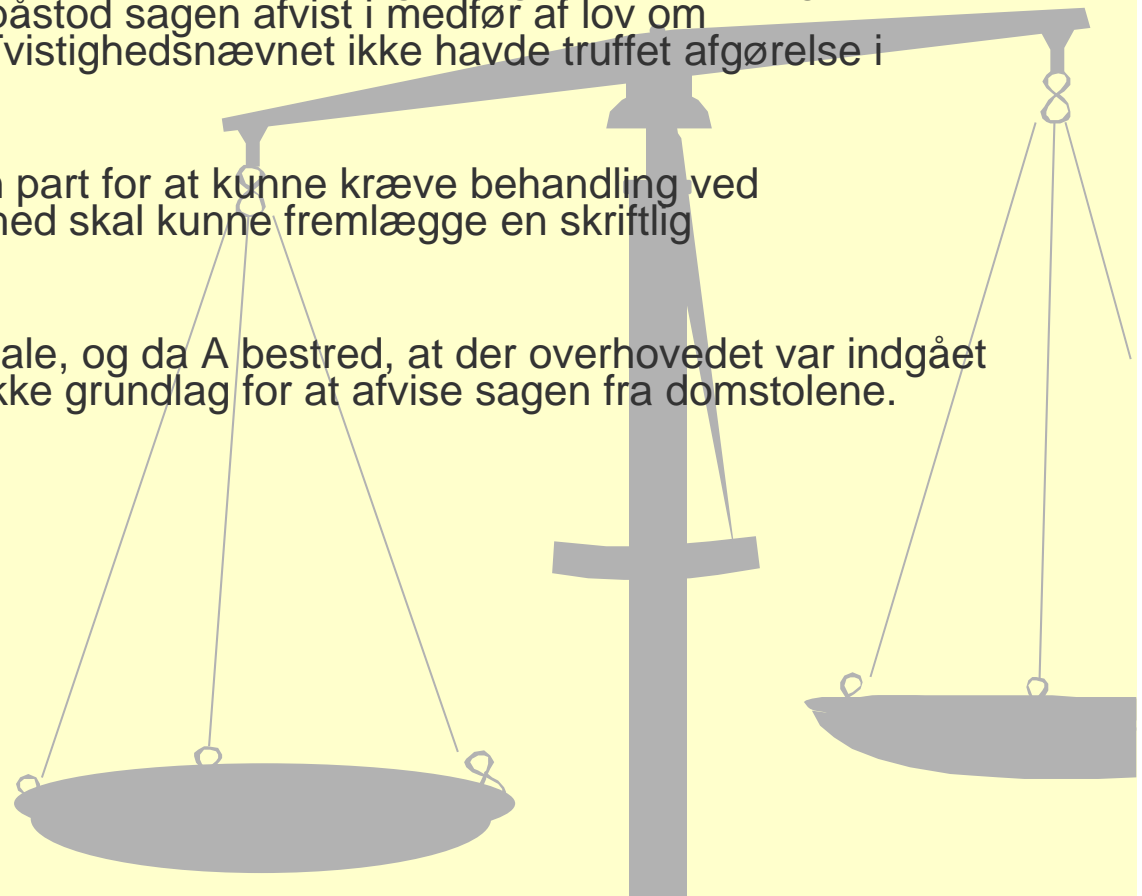 påstod sagen afvist i medfør af lov om
vistighedsnævnet ikke havde truffet afgørelse i
part for at kunne kræve behandling ved
ned skal kunne fremlægge en skriftlig
ale, og da A bestred, at der overhovedet var indgået
kke grundlag for at afvise sagen fra domstolene.